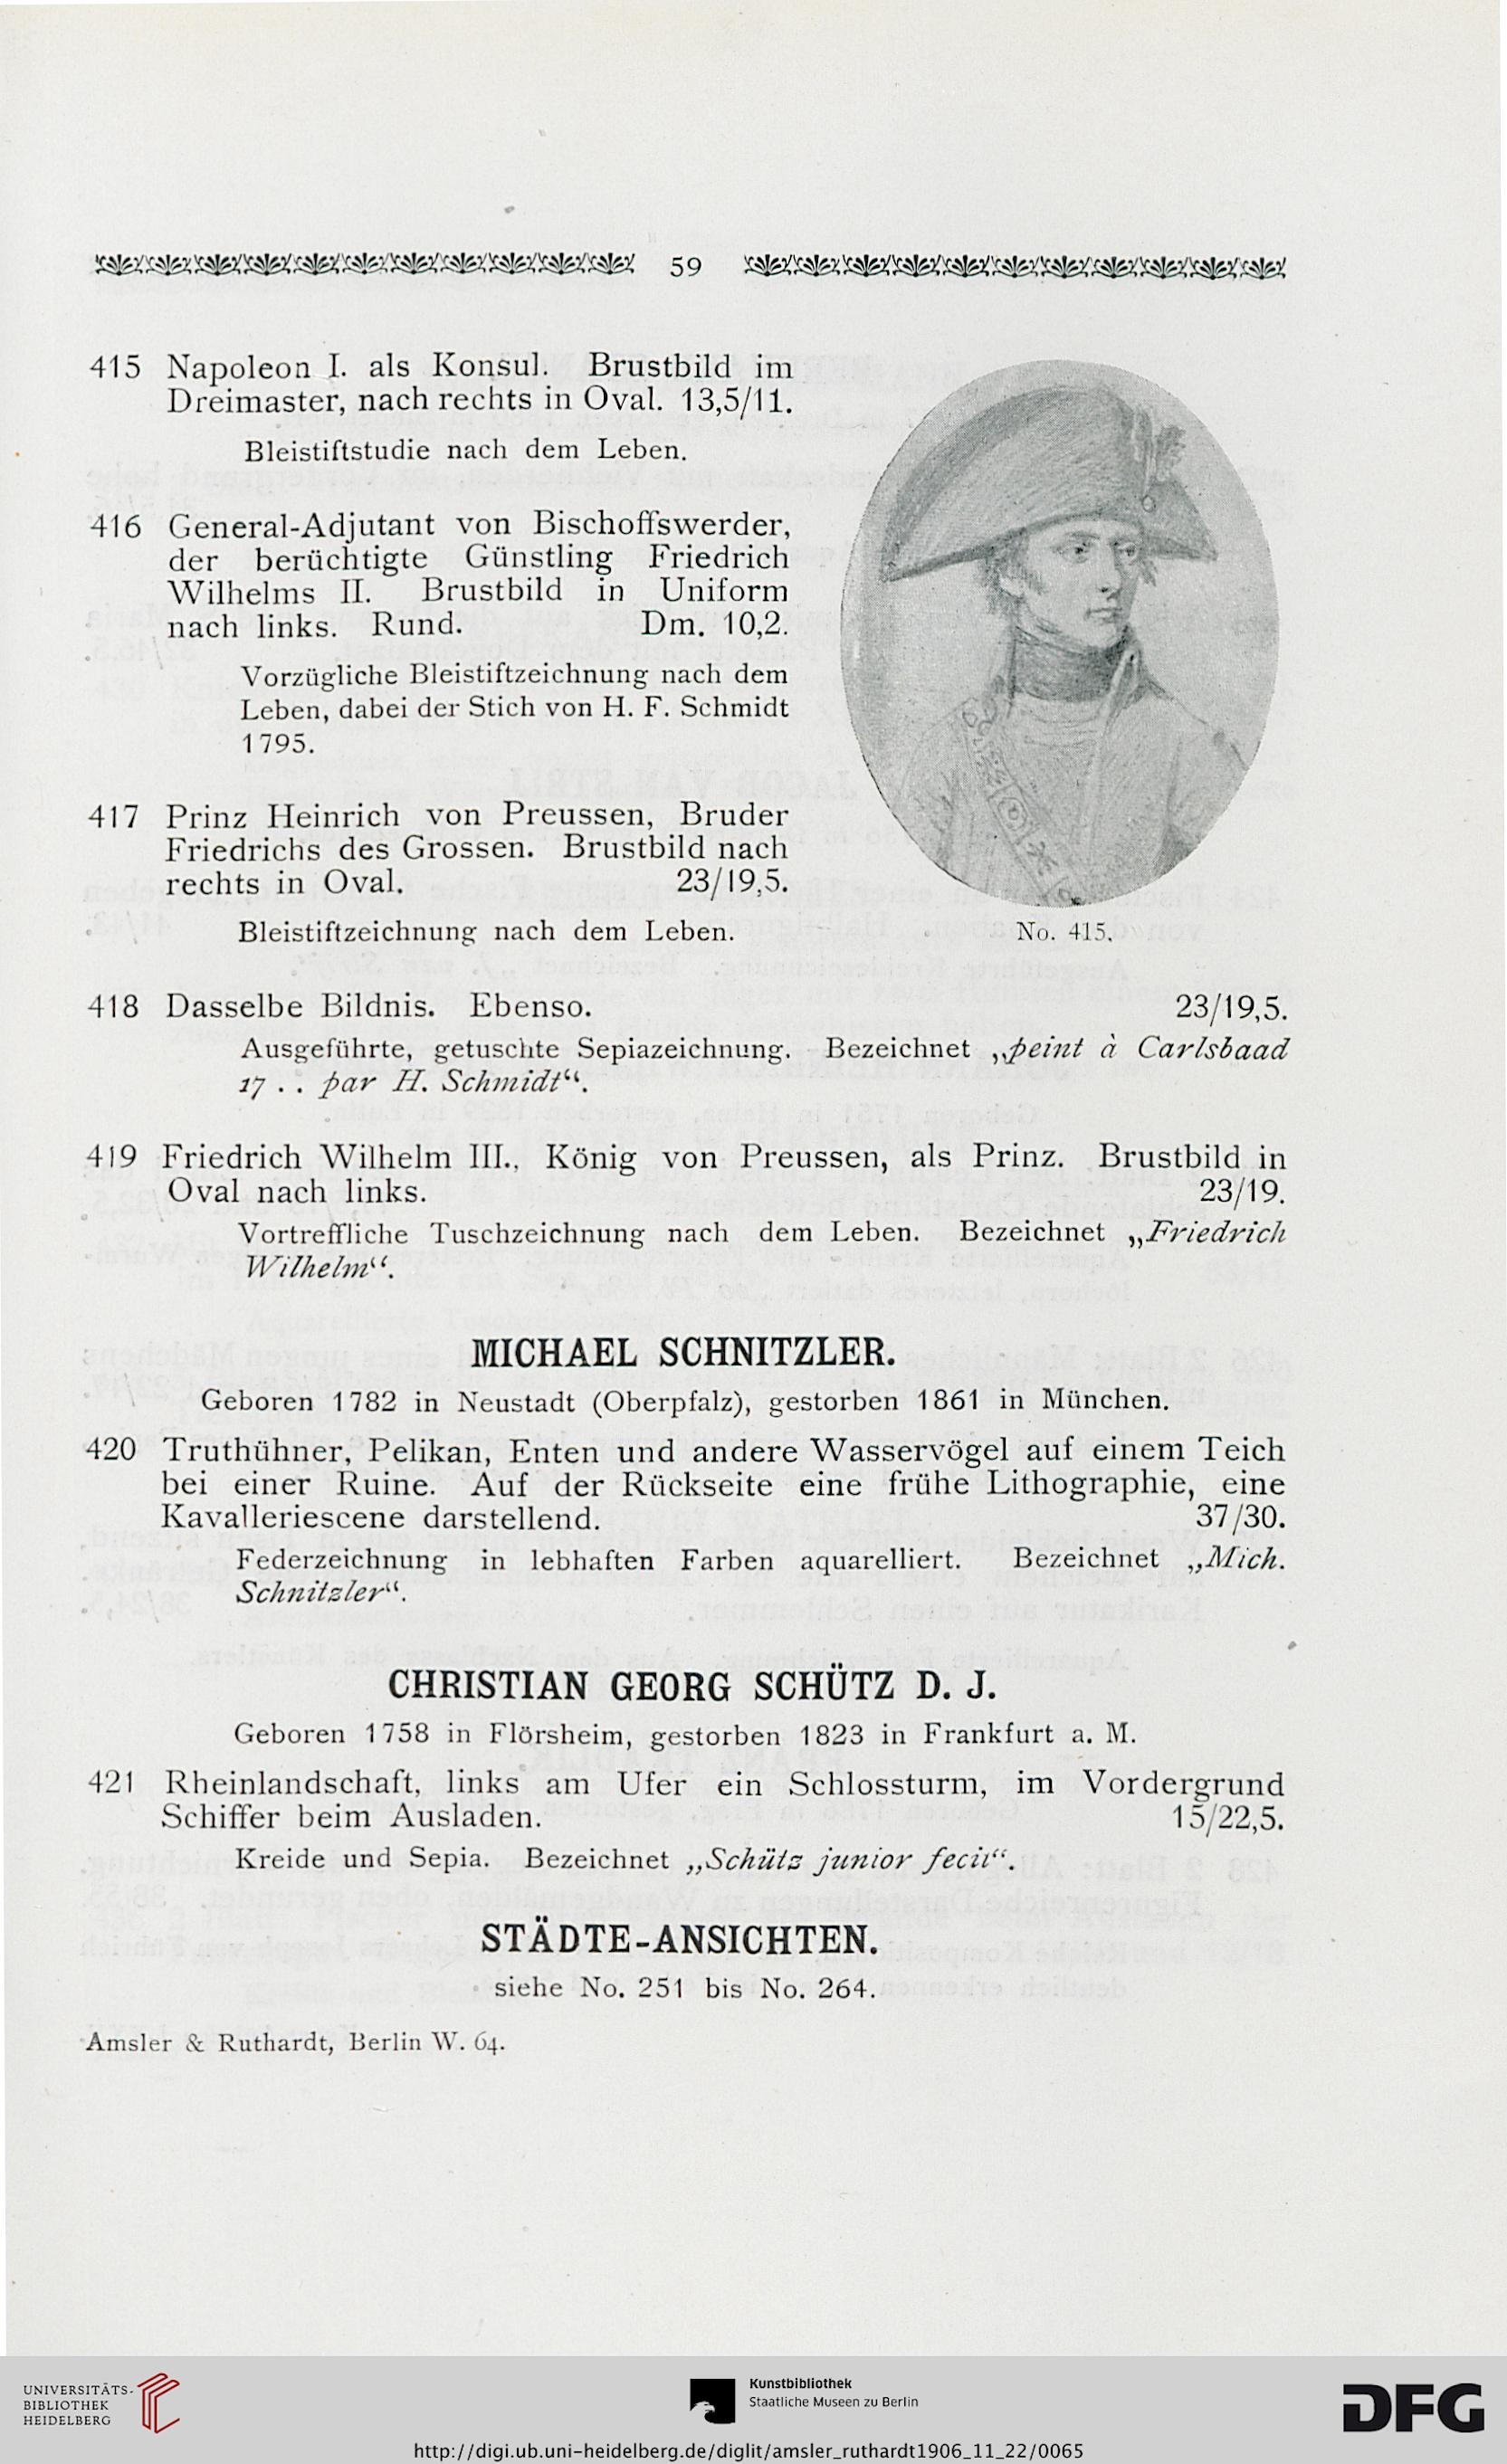 59
415 Napoleon I. als Konsul. Brustbild im
Dreimaster, nach rechts in Oval. 13,5/11.
Bleistiftstudie nach dem Leben.
416 General-Adjutant von Bischoffswerder,
der berüchtigte Günstling Friedrich
Wilhelms II. Brustbild in Uniform
nach links. Rund. Dm. 10,2.
Vorzügliche Bleistiftzeichnung nach dem
Leben, dabei der Stich von H. F. Schmidt
1795.
417 Prinz Heinrich von Preussen, Bruder
Friedrichs des Grossen. Brustbild nach
rechts in Oval. 23/19,5.
Bleistiftzeichnung nach dem Leben.
No. 415.
418 Dasselbe Bildnis. Ebenso. 23/19,5.
Ausgeführte, getuschte Sepiazeichnung. Bezeichnet „peint à Carlsbaad
17 . . par H. Schmidt“.
419 Friedrich Wilhelm III., König von Preussen, als Prinz. Brustbild in
Oval nach links. 23/19.
Vortreffliche Tuschzeichnung nach dem Leben. Bezeichnet „Friedrich
Wilhelm“.
MICHAEL SCHNITZLER.
Geboren 1782 in Neustadt (Oberpfalz), gestorben 1861 in München.
420 Truthühner, Pelikan, Enten und andere Wasservögel auf einem Teich
bei einer Ruine. Auf der Rückseite eine frühe Lithographie, eine
Kavalleriescene darstellend. 37/30.
Federzeichnung in lebhaften Farben aquarelliert. Bezeichnet „Mich.
Schnitzler“.
CHRISTIAN GEORG SCHÜTZ D. J.
Geboren 1758 in Flörsheim, gestorben 1823 in Frankfurt a. M.
421 Rheinlandschaft, links am Ufer ein Schlossturm, im Vordergrund
Schiffer beim Ausladen. 15/22,5.
Kreide und Sepia. Bezeichnet „Schütz junior fecit“.
STÄDTE-ANSICHTEN.
siehe No. 251 bis No. 264.
Amsler & Ruthardt, Berlin W. 64.
UNIVERSITÄTS-
BIBLIOTHEK
HEIDELBERG
Kunstbibliothek
Staatliche Museen zu Berlin
DFG
http://digi.ub.uni-heidelberg.de/diglit/amsler_ruthardt1906_11_22/0065